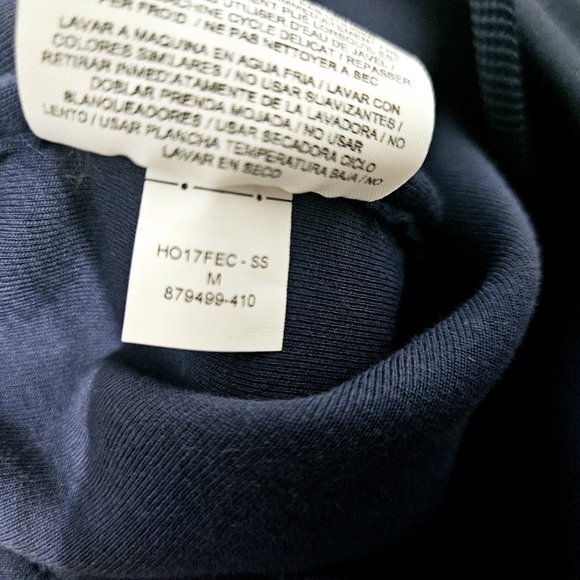 PER FROID / NE PAS NETTOYER A SEC
LAVAR A MAQUINA EN AGUA FRIA / LAVAR CON
COLORES SIMILARES / NO USAR SUAVIZANTES /
RETIRAR INMEDIATAMENTE DE LA LAVADORA / NO
DOBLAR PRENDA MOJADA / NO USAR
BLANQUEADORES / USAR SECADORA CICLO
LENTO / USAR PLANCHA TEMPERATURA BAJA / NO
LAVAR EN SECO
HO17FEC - SS
M
879499-410